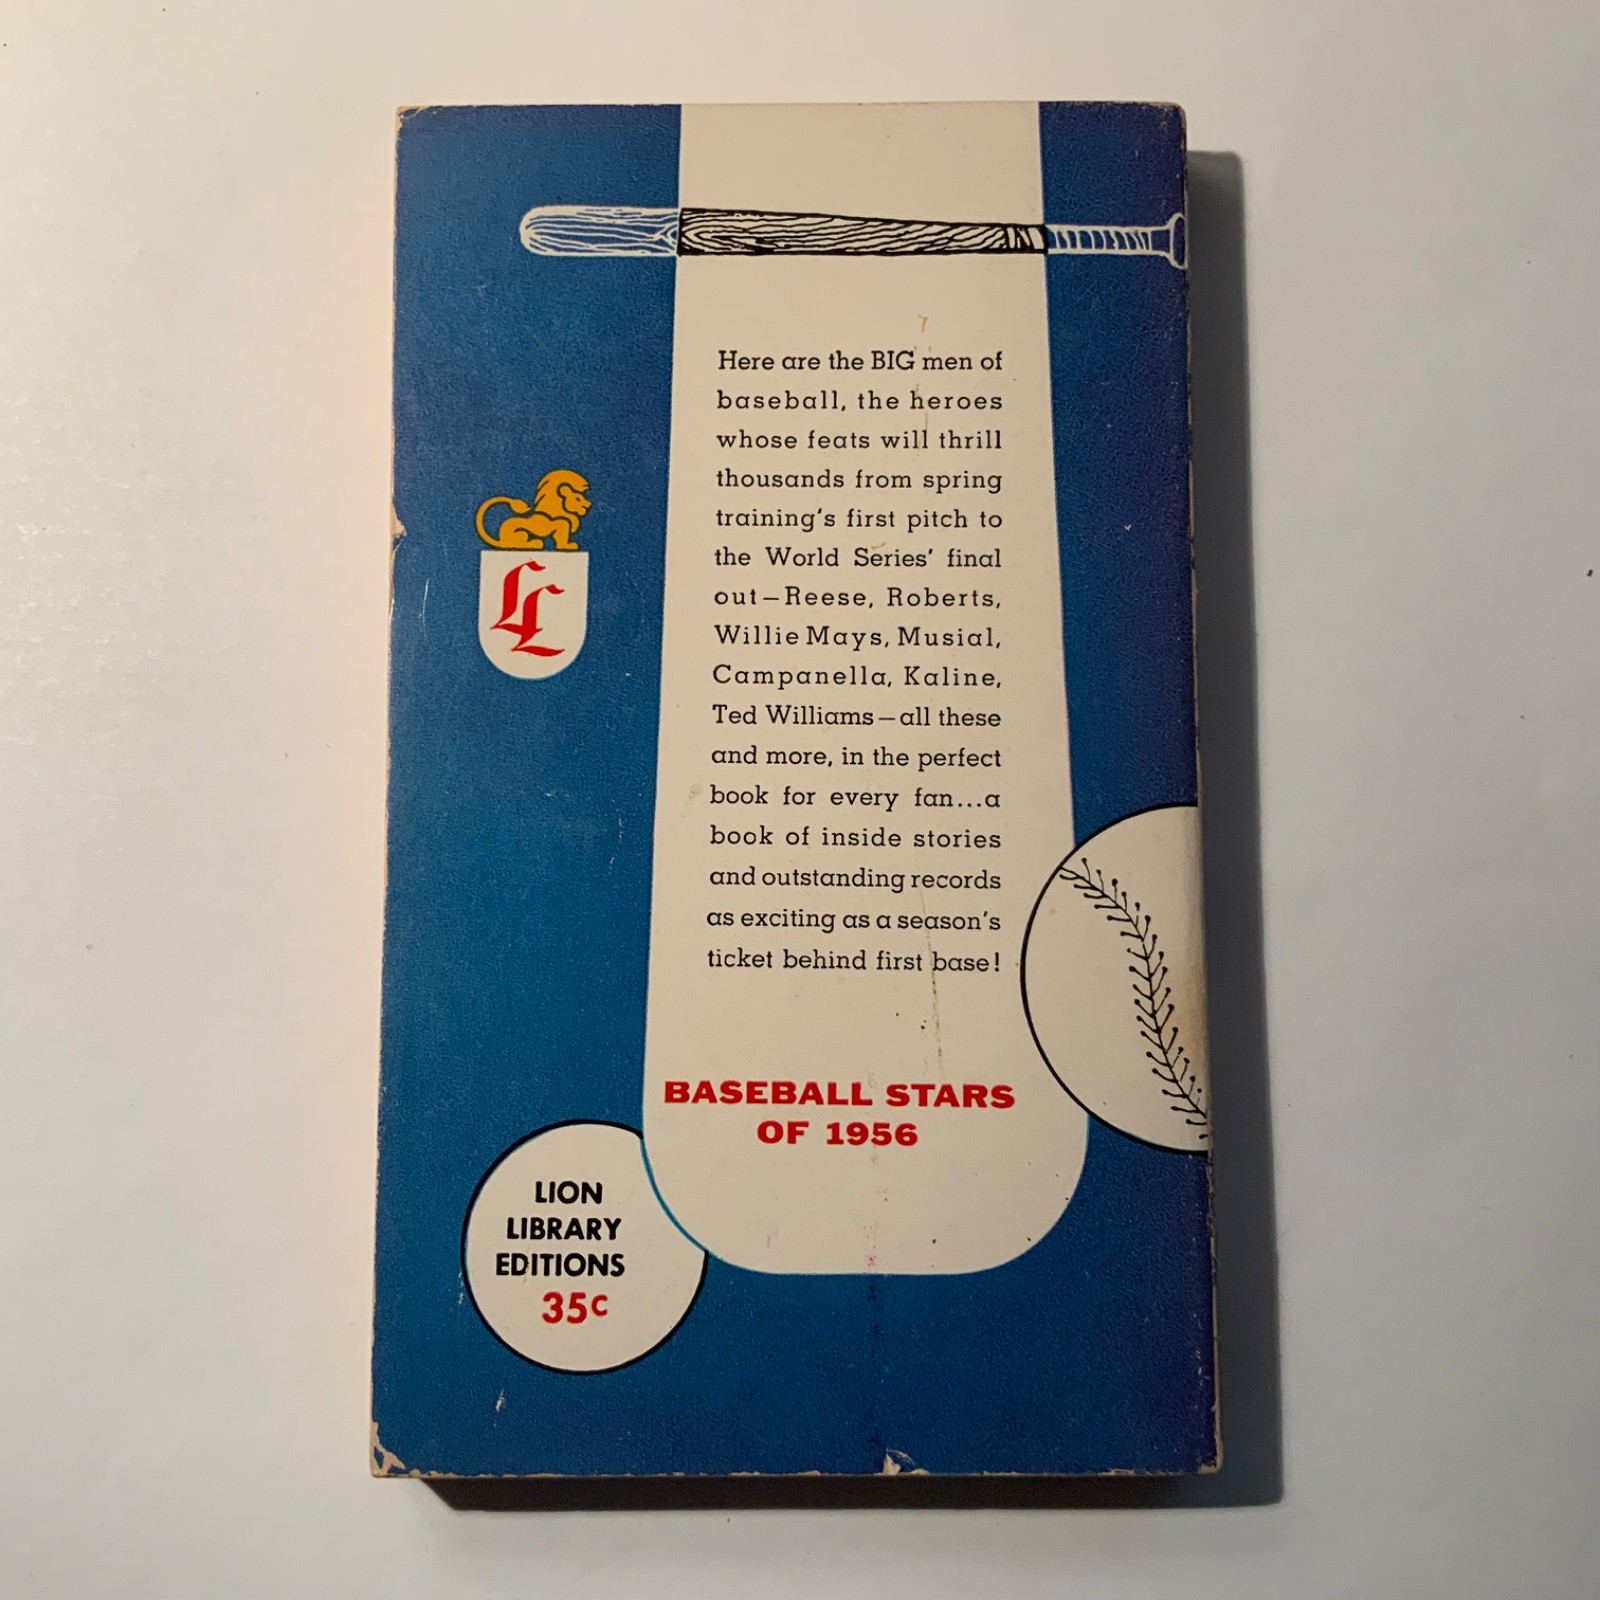 Here are the BIG men of
baseball, the heroes
whose feats will thrill
thousands from spring
training's first pitch to
the World Series' final
out—Reese, Roberts,
Willie Mays, Musial,
Campanella, Kaline,
Ted Williams—all these
and more, in the perfect
book for every fan...a
book of inside stories
and outstanding records
as exciting as a season's
ticket behind first base!
LL
BASEBALL STARS
OF 1956
LION
LIBRARY
EDITIONS
35c